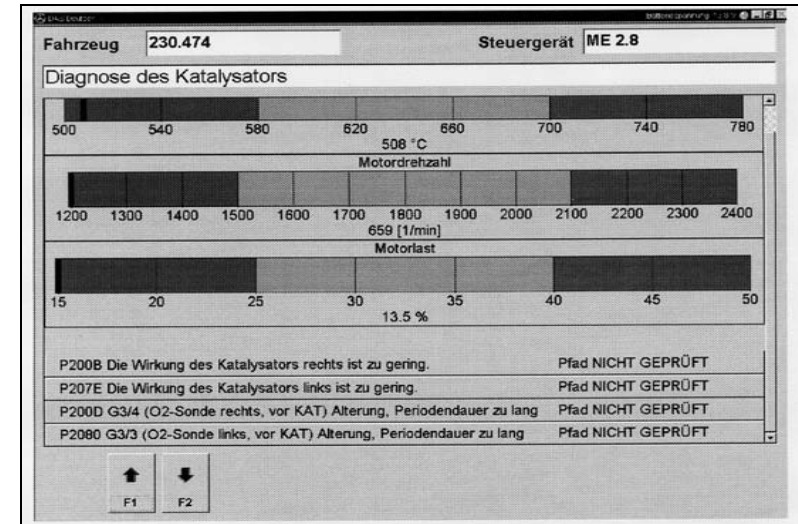 Fahrzeug 230.474 Steuergerät ME 2.8
Diagnose des Katalysators
500 540 580 620 660 700 740 780
508 °C
Motordrehzahl
1200 1300 1400 1500 1600 1700 1800 1900 2000 2100 2200 2300 2400
659 [1/min]
Motorlast
15 20 25 30 35 40 45 50
13.5 %
P200B Die Wirkung des Katalysators rechts ist zu gering. Pfad NICHT GEPRÜFT
P207E Die Wirkung des Katalysators links ist zu gering. Pfad NICHT GEPRÜFT
P200D G3/4 (O2-Sonde rechts, vor KAT) Alterung, Periodendauer zu lang Pfad NICHT GEPRÜFT
P2080 G3/3 (O2-Sonde links, vor KAT) Alterung, Periodendauer zu lang Pfad NICHT GEPRÜFT
F1 F2